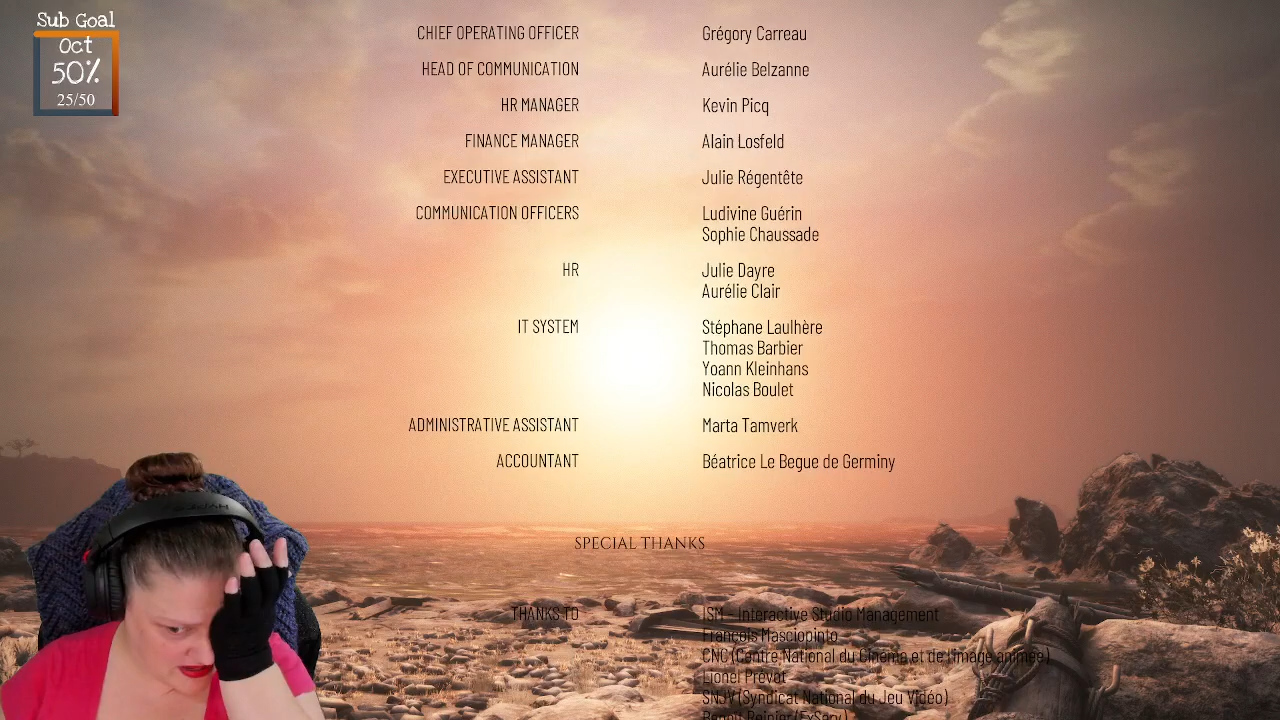 Sub Goal
Oct
50%
25/50
CHIEF OPERATING OFFICER Grégory Carreau
HEAD OF COMMUNICATION Aurélie Belzanne
HR MANAGER Kevin Picq
FINANCE MANAGER Alain Losfeld
EXECUTIVE ASSISTANT Julie Régentête
COMMUNICATION OFFICERS Ludivine Guérin
Sophie Chaussade
HR Julie Dayre
Aurélie Clair
IT SYSTEM Stéphane Laulhère
Thomas Barbier
Yoann Kleinhans
Nicolas Boulet
ADMINISTRATIVE ASSISTANT Marta Tamverk
ACCOUNTANT Béatrice Le Begue de Germiny
SPECIAL THANKS
THANKS TO ISM - Interactive Studio Management
François Masciopinto
CNC (Centre National du Cinéma et de l'image animée)
Lionel Prévot
SNJV (Syndicat National du Jeu Vidéo)